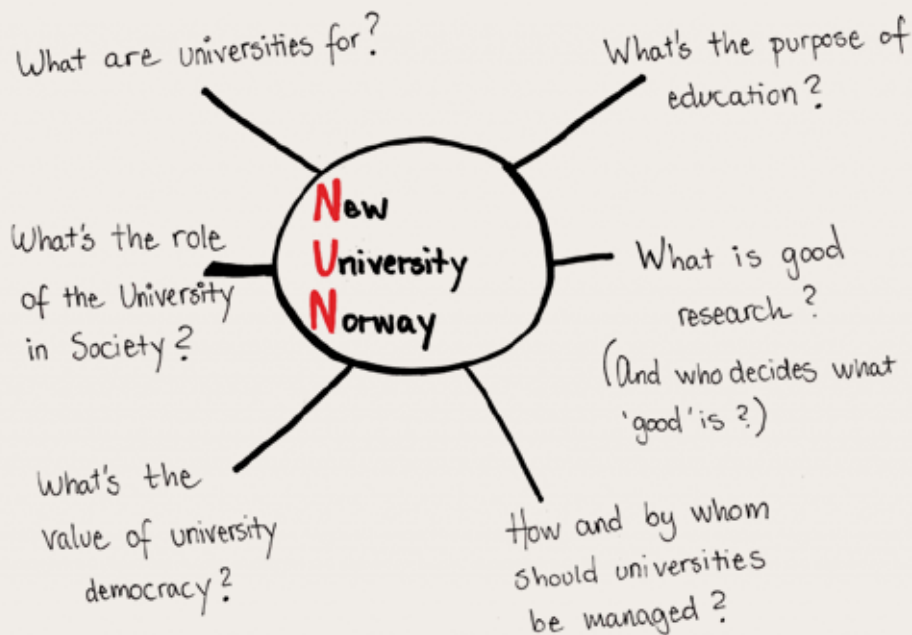 What are universities for?
What's the purpose of
education?
New
University
Norway
What's the role
of the University
in Society?
What is good
research?
(And who decides what
'good' is?)
What's the
value of university
democracy?
How and by whom
should universities
be managed?